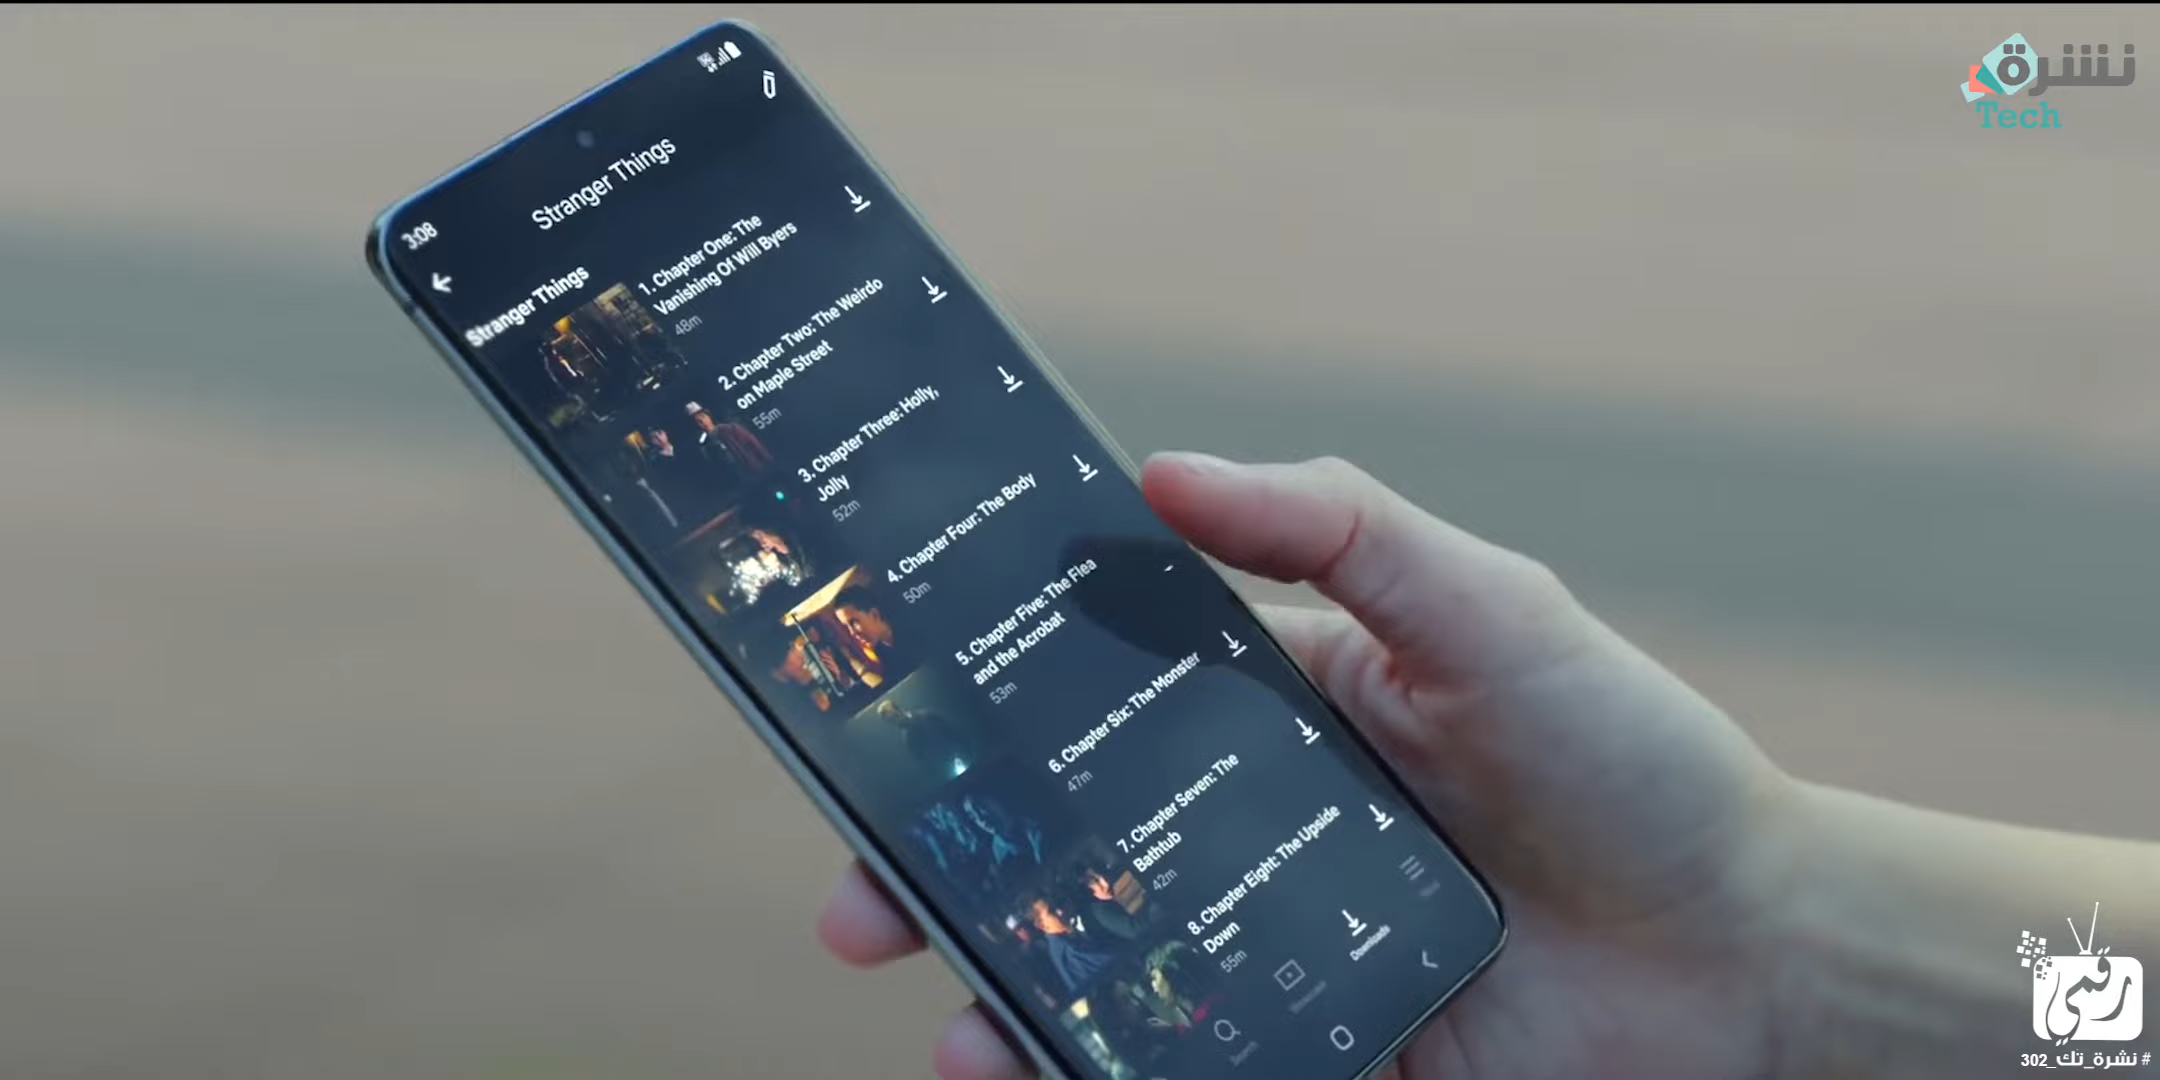 نشرة
Tech
3:08
Stranger Things
Stranger Things
1. Chapter One: The
Vanishing Of Will Byers
48m
2. Chapter Two: The Weirdo
on Maple Street
55m
3. Chapter Three: Holly,
Jolly
52m
4. Chapter Four: The Body
50m
5. Chapter Five: The Flea
and the Acrobat
53m
6. Chapter Six: The Monster
47m
7. Chapter Seven: The
Bathtub
42m
8. Chapter Eight: The Upside
Down
55m
Downloads
Search
رقمي
# نشرة_تك_302